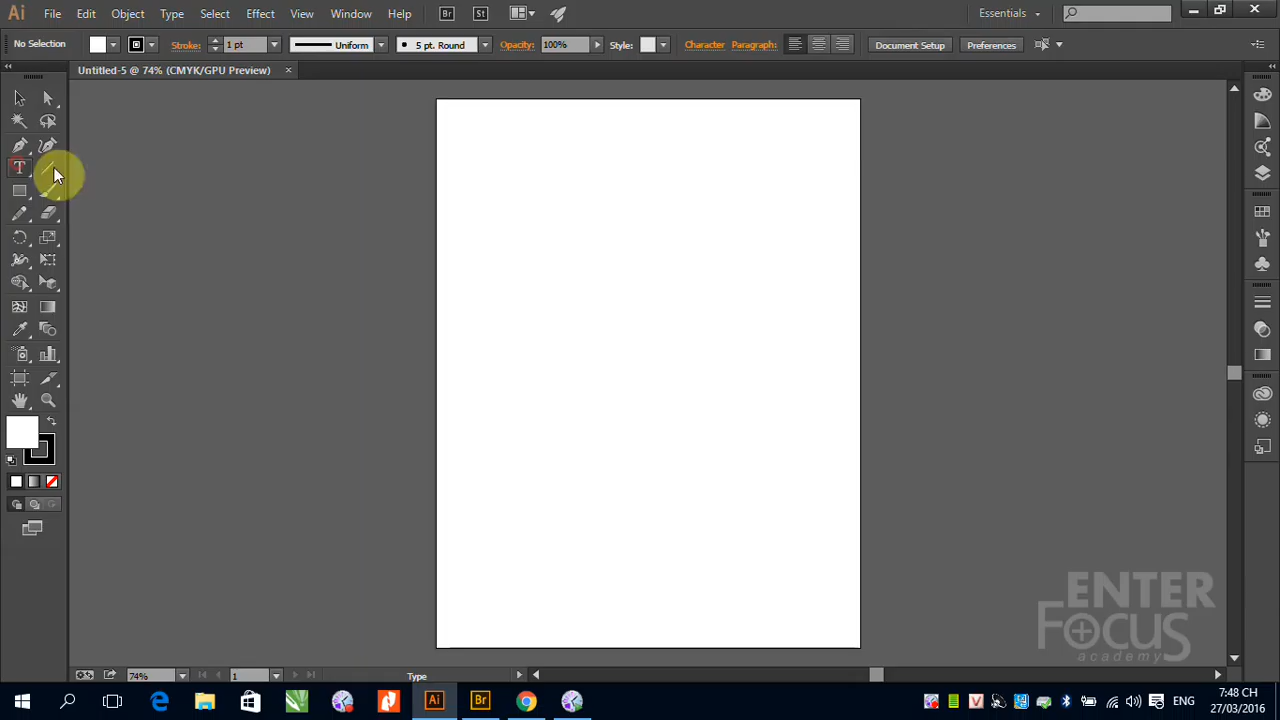 Ai File Edit Object Type Select Effect View Window Help Br St Essentials
No Selection Stroke: 1 pt Uniform 5 pt. Round Opacity: 100% Style: Character Paragraph: Document Setup Preferences
Untitled-5 @ 74% (CMYK/GPU Preview)
T
ENTER
FOCUS
academy
74% 1 Type
Ai Br ENG
7:48 CH
27/03/2016